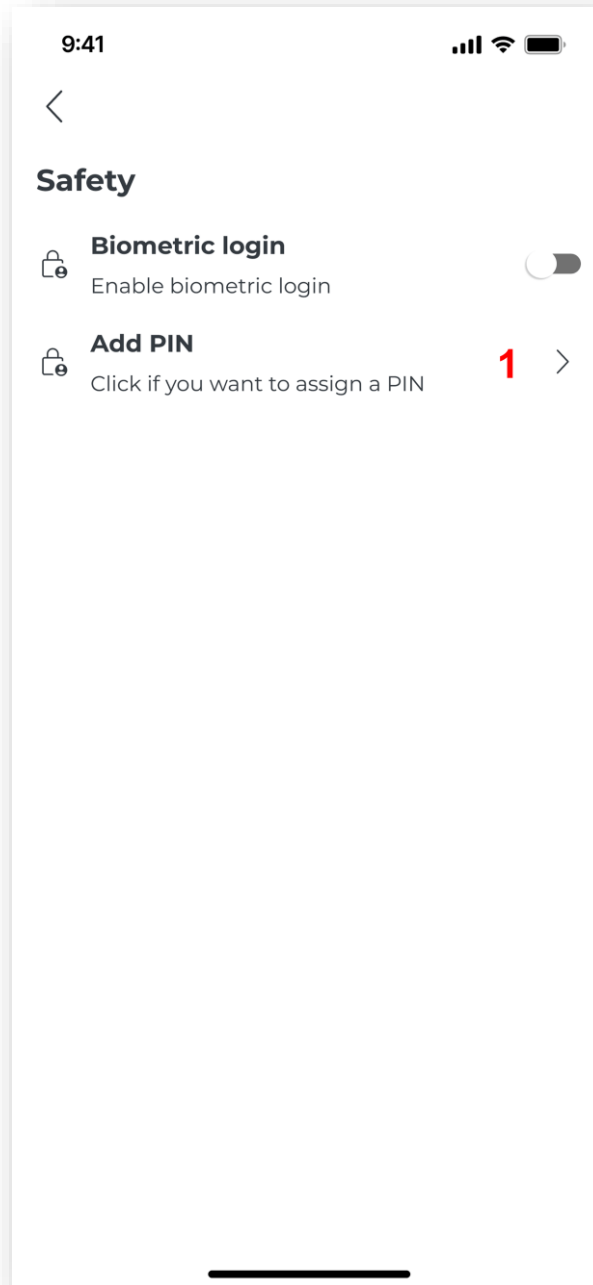 9:41
Safety
Biometric login
Enable biometric login
Add PIN
Click if you want to assign a PIN
1